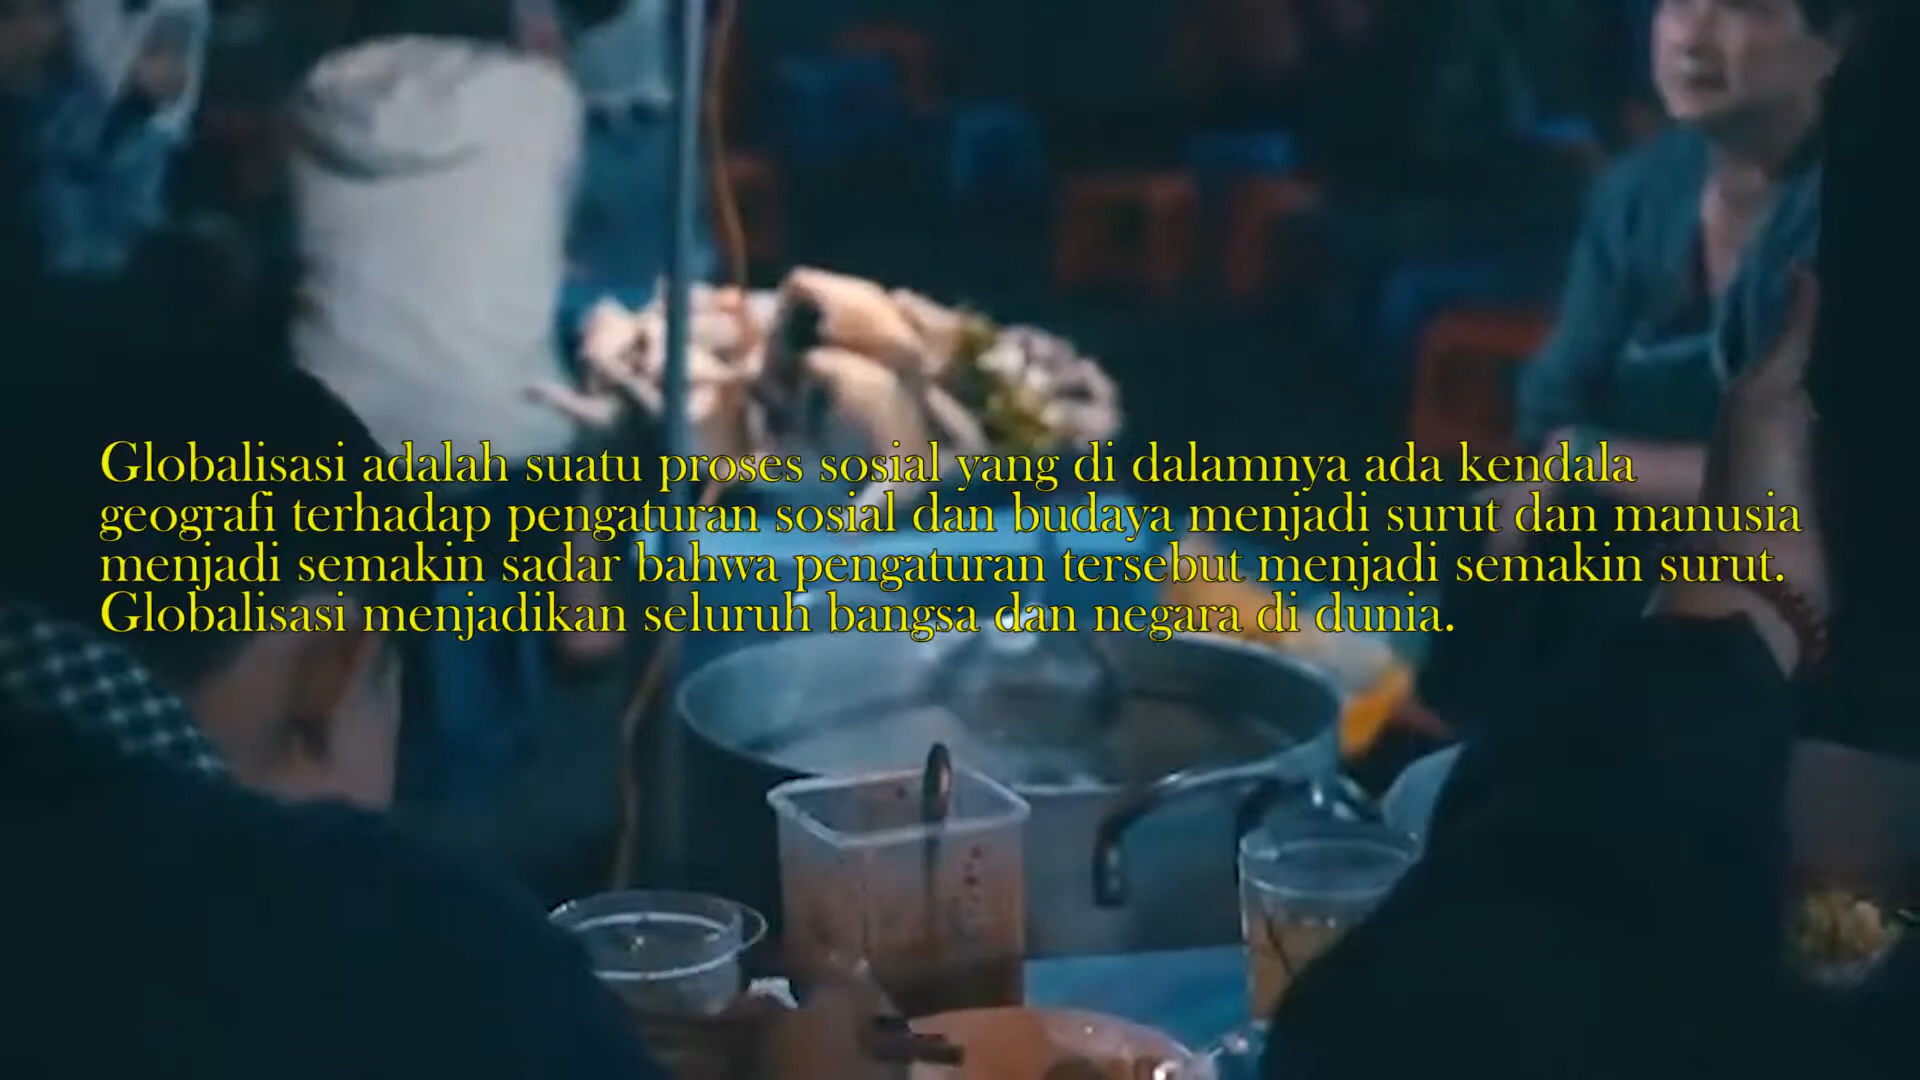 Globalisasi adalah suatu proses sosial yang di dalamnya ada kendala
geografi terhadap pengaturan sosial dan budaya menjadi surut dan manusia
menjadi semakin sadar bahwa pengaturan tersebut menjadi semakin surut.
Globalisasi menjadikan seluruh bangsa dan negara di dunia.